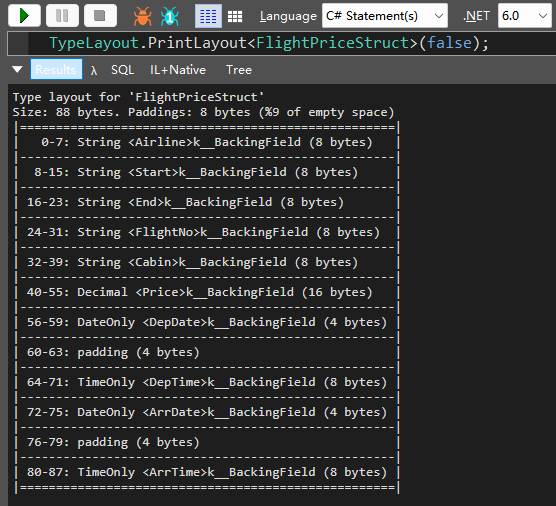 Language C# Statement(s) .NET 6.0
TypeLayout.PrintLayout<FlightPriceStruct>(false);
Results λ SQL IL+Native Tree
Type layout for 'FlightPriceStruct'
Size: 88 bytes. Paddings: 8 bytes (%9 of empty space)
|==================================================|
|   0-7: String <Airline>k__BackingField (8 bytes) |
|--------------------------------------------------|
|  8-15: String <Start>k__BackingField (8 bytes) |
|--------------------------------------------------|
| 16-23: String <End>k__BackingField (8 bytes) |
|--------------------------------------------------|
| 24-31: String <FlightNo>k__BackingField (8 bytes) |
|--------------------------------------------------|
| 32-39: String <Cabin>k__BackingField (8 bytes) |
|--------------------------------------------------|
| 40-55: Decimal <Price>k__BackingField (16 bytes) |
|--------------------------------------------------|
| 56-59: DateOnly <DepDate>k__BackingField (4 bytes) |
|--------------------------------------------------|
| 60-63: padding (4 bytes) |
|--------------------------------------------------|
| 64-71: TimeOnly <DepTime>k__BackingField (8 bytes) |
|--------------------------------------------------|
| 72-75: DateOnly <ArrDate>k__BackingField (4 bytes) |
|--------------------------------------------------|
| 76-79: padding (4 bytes) |
|--------------------------------------------------|
| 80-87: TimeOnly <ArrTime>k__BackingField (8 bytes) |
|==================================================|